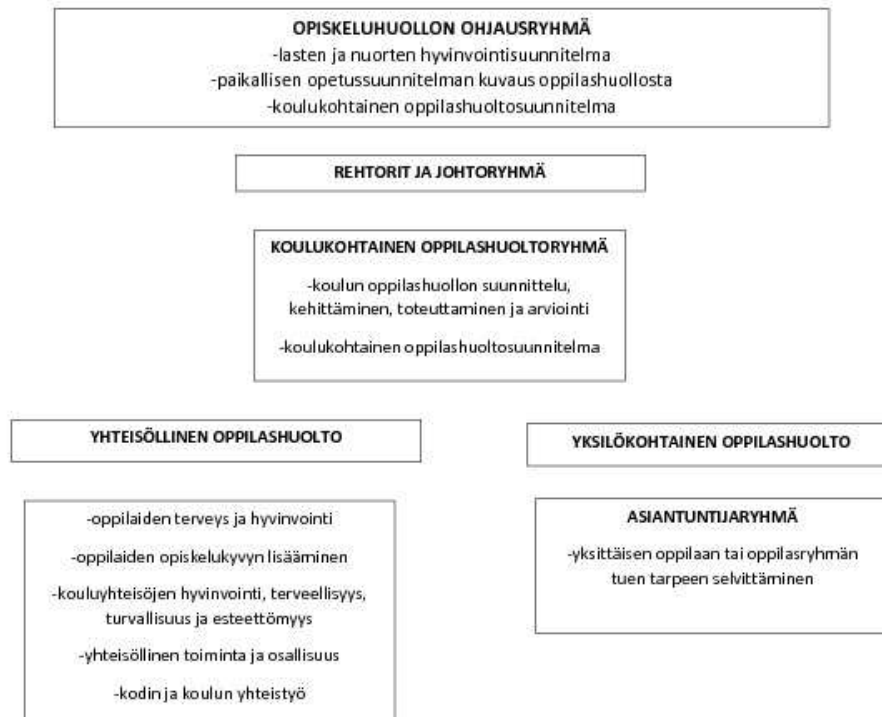 OPISKELUHUOLLON OHJAUSRYHMÄ
-lasten ja nuorten hyvinvointisuunnitelma
-paikallisen opetussuunnitelman kuvaus oppilashuollosta
-koulukohtainen oppilashuoltosuunnitelma
REHTORIT JA JOHTORYHMÄ
KOULUKOHTAINEN OPPILASHUOLTORYHMÄ
-koulun oppilashuollon suunnittelu,
kehittäminen, toteuttaminen ja arviointi
-koulukohtainen oppilashuoltosuunnitelma
YHTEISÖLLINEN OPPILASHUOLTO
-oppilaiden terveys ja hyvinvointi
-oppilaiden opiskelukyvyn lisääminen
-kouluyhteisöjen hyvinvointi, terveellisyys,
turvallisuus ja esteettömyys
-yhteisöllinen toiminta ja osallisuus
-kodin ja koulun yhteistyö
YKSILÖKOHTAINEN OPPILASHUOLTO
ASIANTUNTIJARYHMÄ
-yksittäisen oppilaan tai oppilasryhmän
tuen tarpeen selvittäminen